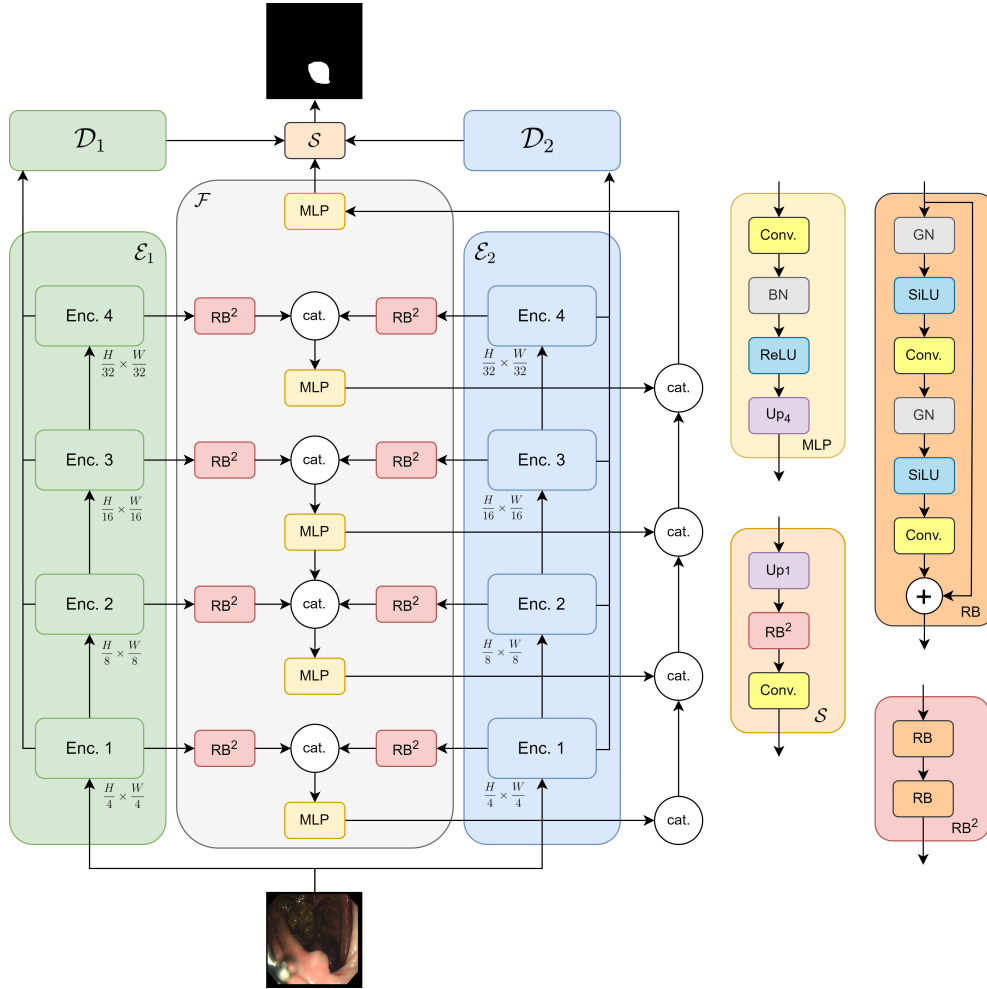 𝒟₁
𝒮
𝒟₂
ℱ
MLP
ℰ₁
ℰ₂
Enc. 4
RB²
cat.
RB²
Enc. 4
H/32 × W/32
H/32 × W/32
MLP
cat.
Enc. 3
RB²
cat.
RB²
Enc. 3
H/16 × W/16
H/16 × W/16
MLP
cat.
Enc. 2
RB²
cat.
RB²
Enc. 2
H/8 × W/8
H/8 × W/8
MLP
cat.
Enc. 1
RB²
cat.
RB²
Enc. 1
H/4 × W/4
H/4 × W/4
MLP
cat.
Conv.
BN
ReLU
Up₄
MLP
GN
SiLU
Conv.
GN
SiLU
Conv.
+
RB
Up₁
RB²
Conv.
𝒮
RB
RB
RB²